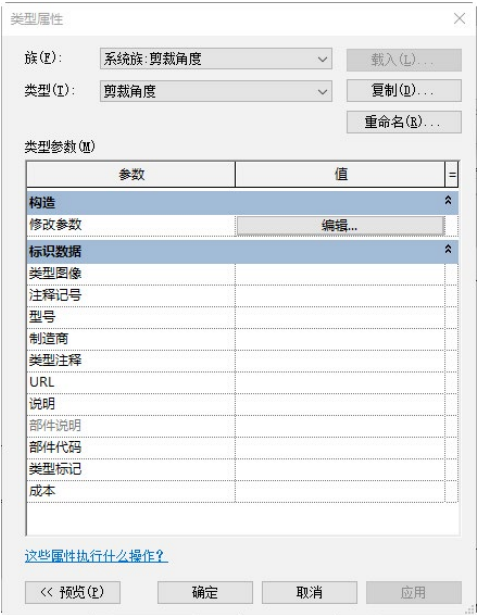 类型属性
族(F): 系统族:剪裁角度 载入(L)...
类型(T): 剪裁角度 复制(D)...
重命名(R)...
类型参数(M)
参数 值 =
构造
修改参数 编辑...
标识数据
类型图像
注释记号
型号
制造商
类型注释
URL
说明
部件说明
部件代码
类型标记
成本
这些属性执行什么操作?
<< 预览(P) 确定 取消 应用